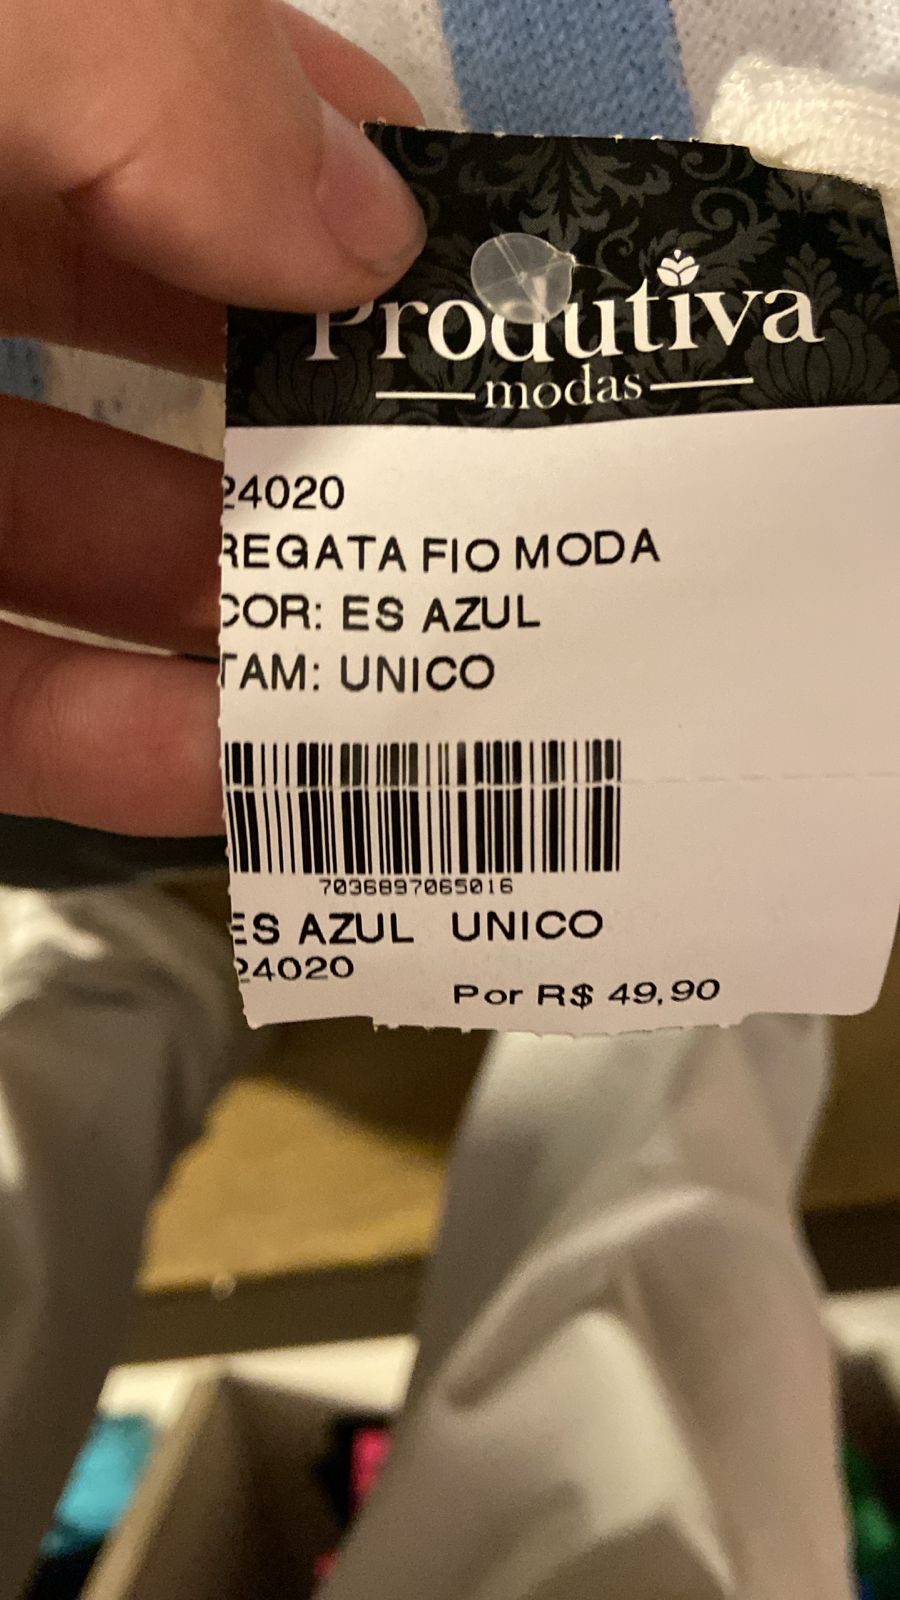 Produtiva
modas
24020
REGATA FIO MODA
COR: ES AZUL
TAM: UNICO
7036897065016
ES AZUL UNICO
24020
Por R$ 49,90